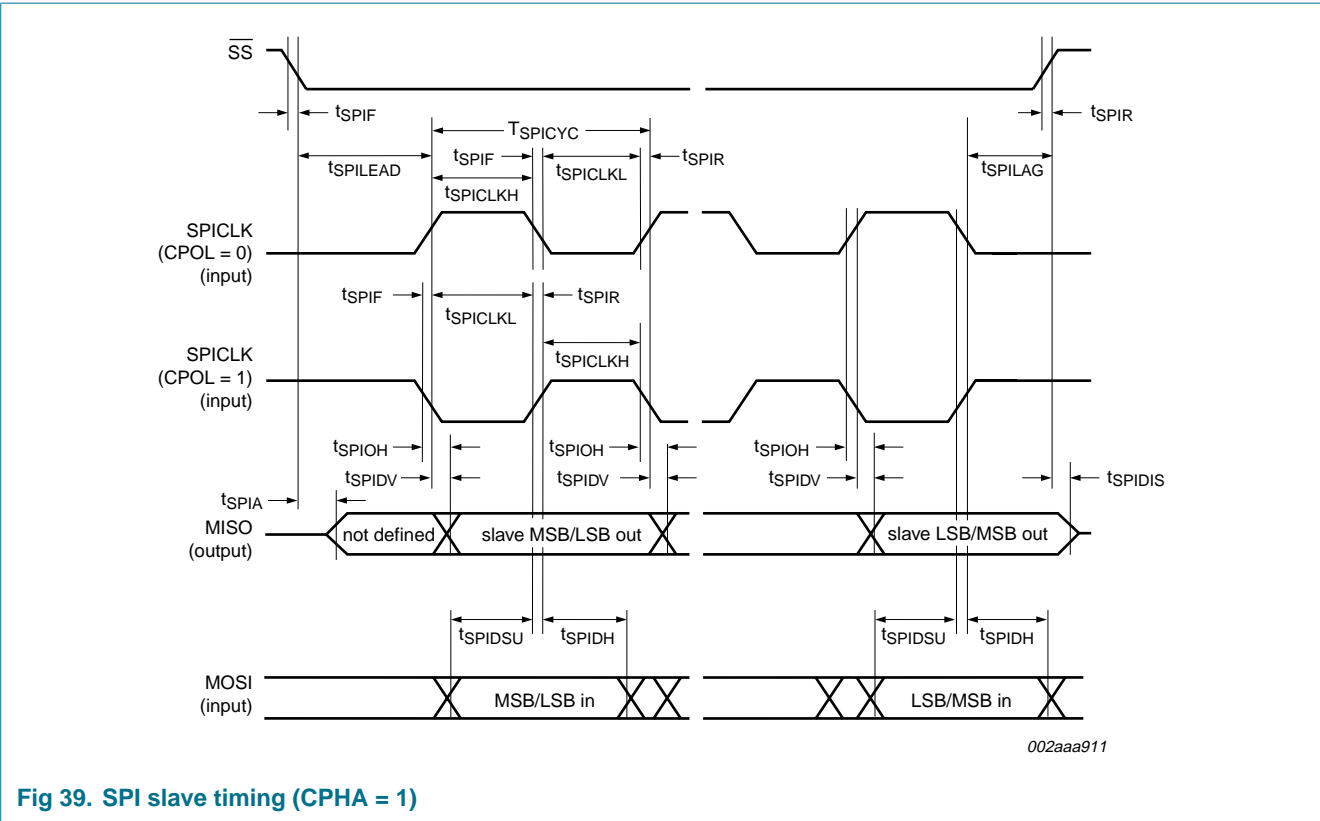 SS
tSPIF
tSPIR
TSPICYC
tSPILEAD
tSPIF
tSPICLKL
tSPIR
tSPILAG
tSPICLKH
SPICLK
(CPOL = 0)
(input)
tSPIF
tSPIR
tSPICLKL
SPICLK
(CPOL = 1)
(input)
tSPICLKH
tSPIOH
tSPIOH
tSPIOH
tSPIDV
tSPIDV
tSPIDV
tSPIDIS
tSPIA
MISO
(output)
not defined
slave MSB/LSB out
slave LSB/MSB out
tSPIDSU
tSPIDH
tSPIDSU
tSPIDH
MOSI
(input)
MSB/LSB in
LSB/MSB in
002aaa911
Fig 39. SPI slave timing (CPHA = 1)